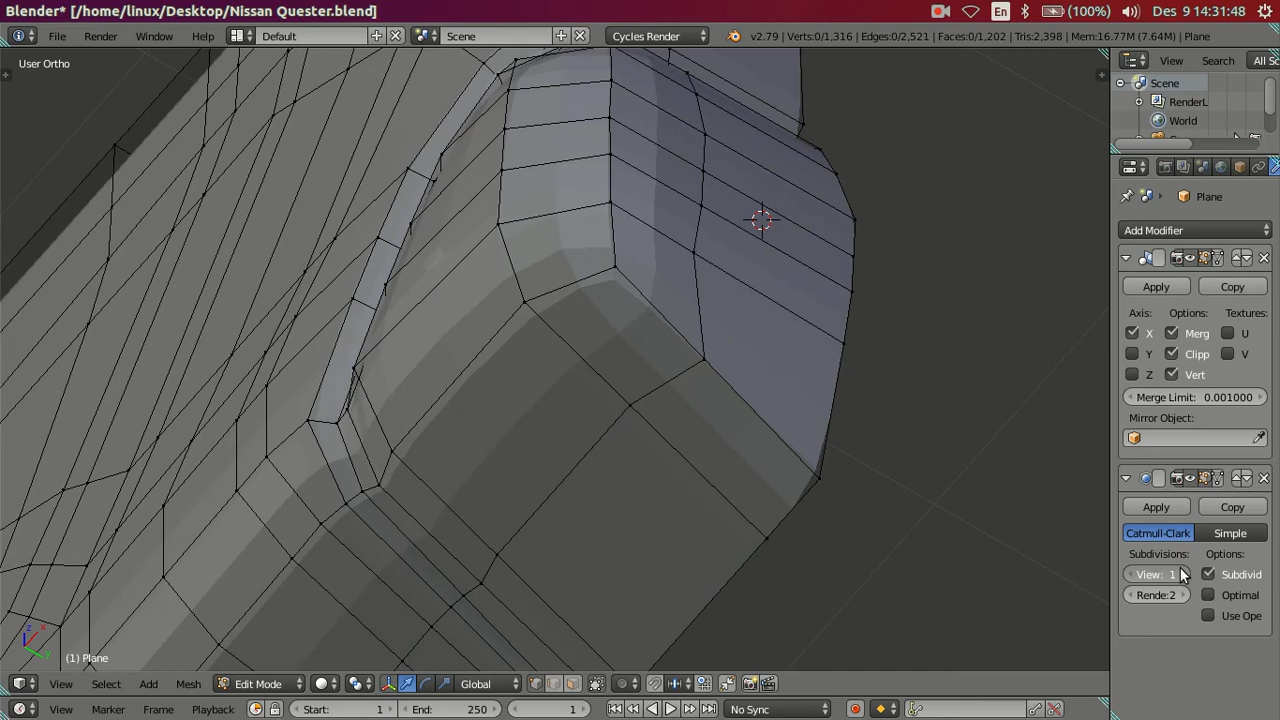 Blender* [/home/linux/Desktop/Nissan Quester.blend]
En
(100%)
Des 9 14:31:48
File Render Window Help
Default
Scene
Cycles Render
v2.79 | Verts:0/1,316 | Edges:0/2,521 | Faces:0/1,202 | Tris:2,398 | Mem:16.77M (7.64M) | Plane
View Search All Sc
User Ortho
Scene
RenderL
World
Plane
Add Modifier
Apply Copy
Axis: Options: Textures:
X Merg U
Y Clipp V
Z Vert
Merge Limit: 0.001000
Mirror Object:
Apply Copy
Catmull-Clark Simple
Subdivisions: Options:
View: 1 Subdivid
Rende:2 Optimal
Use Ope
z x
y
(1) Plane
View Select Add Mesh Edit Mode Global
View Marker Frame Playback Start: 1 End: 250 1 No Sync